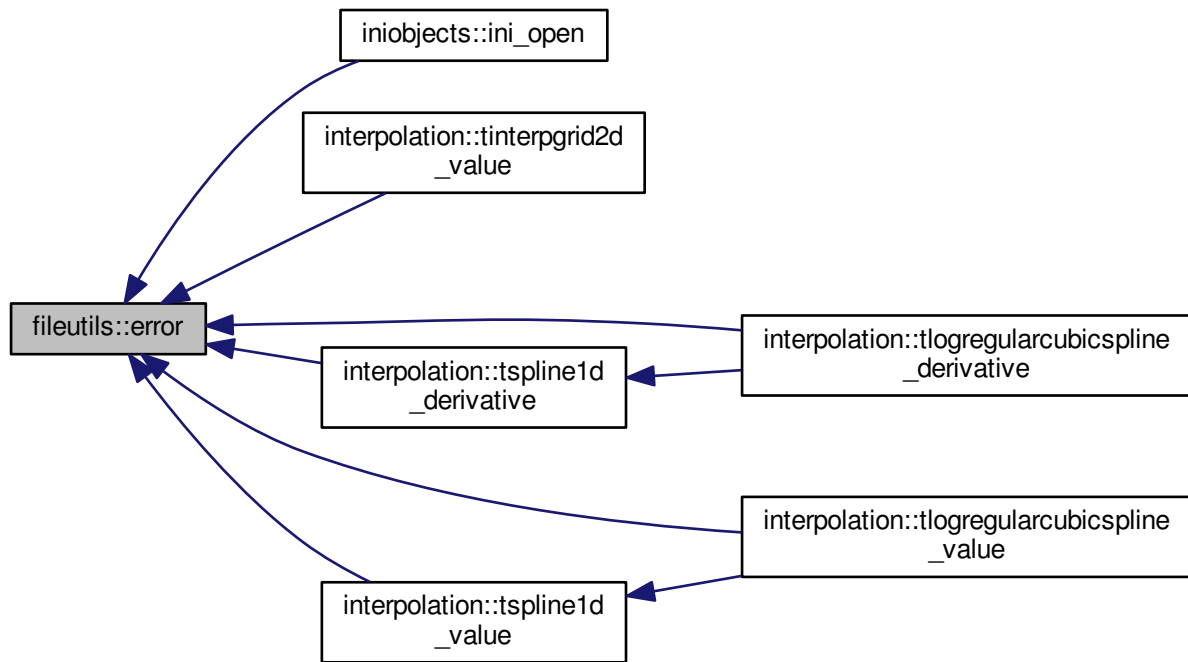 iniobjects::ini_open
interpolation::tinterpgrid2d
_value
fileutils::error
interpolation::tlogregularcubicspline
_derivative
interpolation::tspline1d
_derivative
interpolation::tlogregularcubicspline
_value
interpolation::tspline1d
_value